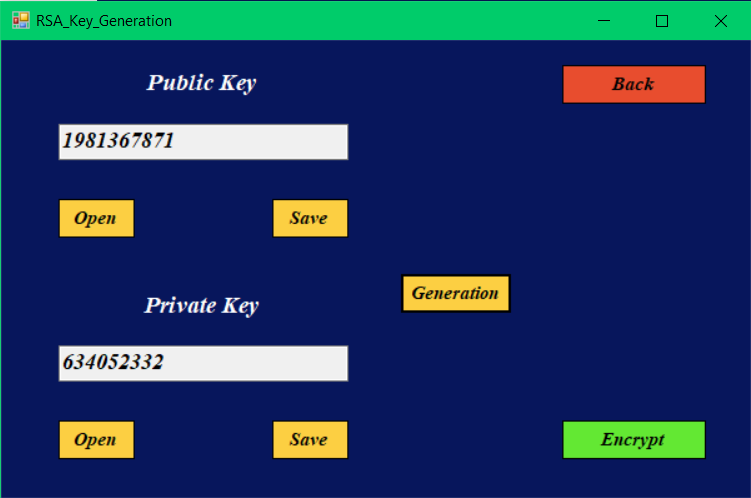 RSA_Key_Generation
Public Key
Back
1981367871
Open Save
Generation
Private Key
634052332
Open Save
Encrypt